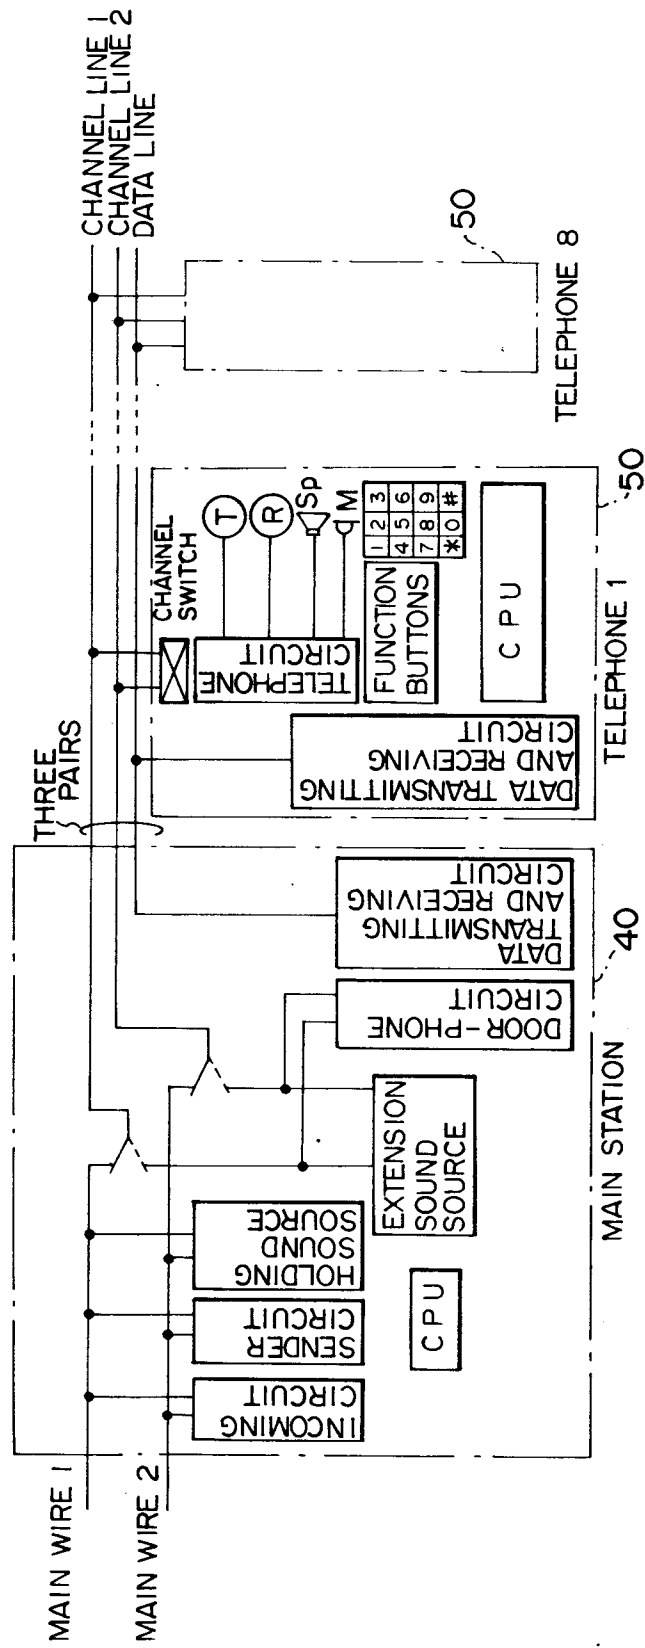 MAIN WIRE 1
MAIN WIRE 2
INCOMING
CIRCUIT
SENDER
CIRCUIT
HOLDING
SOUND
SOURCE
CPU
EXTENSION
SOUND
SOURCE
DOOR-PHONE
CIRCUIT
DATA
TRANSMITTING
AND RECEIVING
CIRCUIT
MAIN STATION
40
THREE
PAIRS
DATA TRANSMITTING
AND RECEIVING
CIRCUIT
CHANNEL
SWITCH
TELEPHONE
CIRCUIT
T
R
Sp
M
FUNCTION
BUTTONS
1 2 3
4 5 6
7 8 9
* 0 #
CPU
TELEPHONE 1
50
CHANNEL LINE 1
CHANNEL LINE 2
DATA LINE
50
TELEPHONE 8